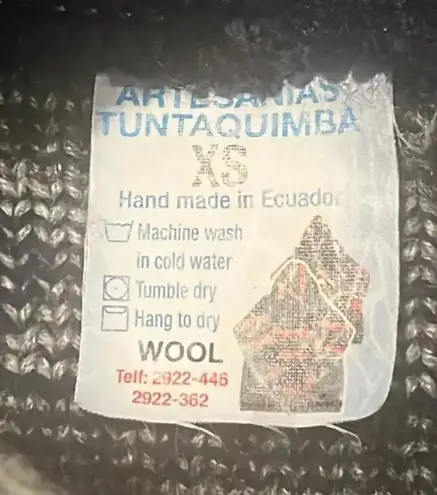 ARTESANIAS
TUNTAQUIMBA
XS
Hand made in Ecuador
Machine wash
in cold water
Tumble dry
Hang to dry
WOOL
Telf: 2922-446
2922-362